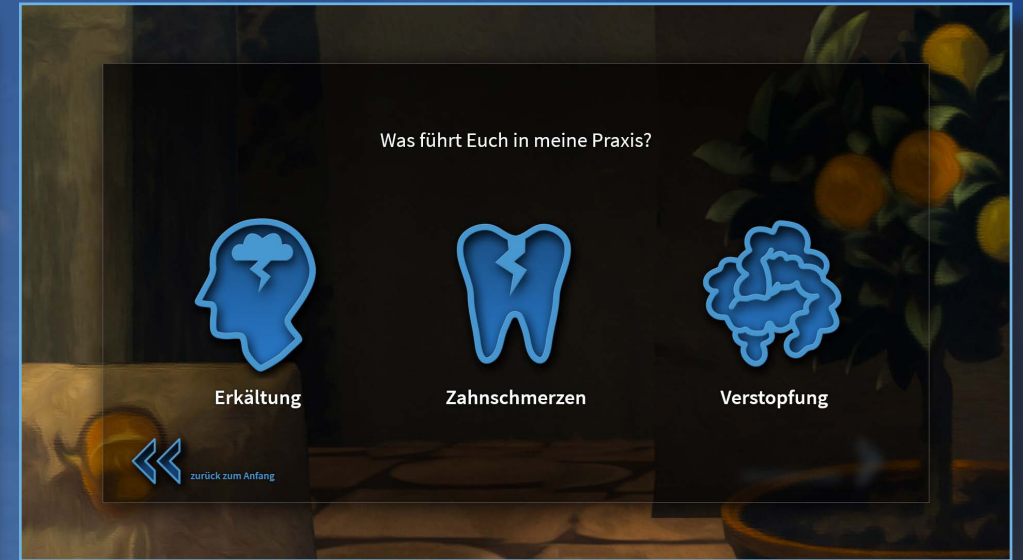 Was führt Euch in meine Praxis?
Erkältung
Zahnschmerzen
Verstopfung
zurück zum Anfang